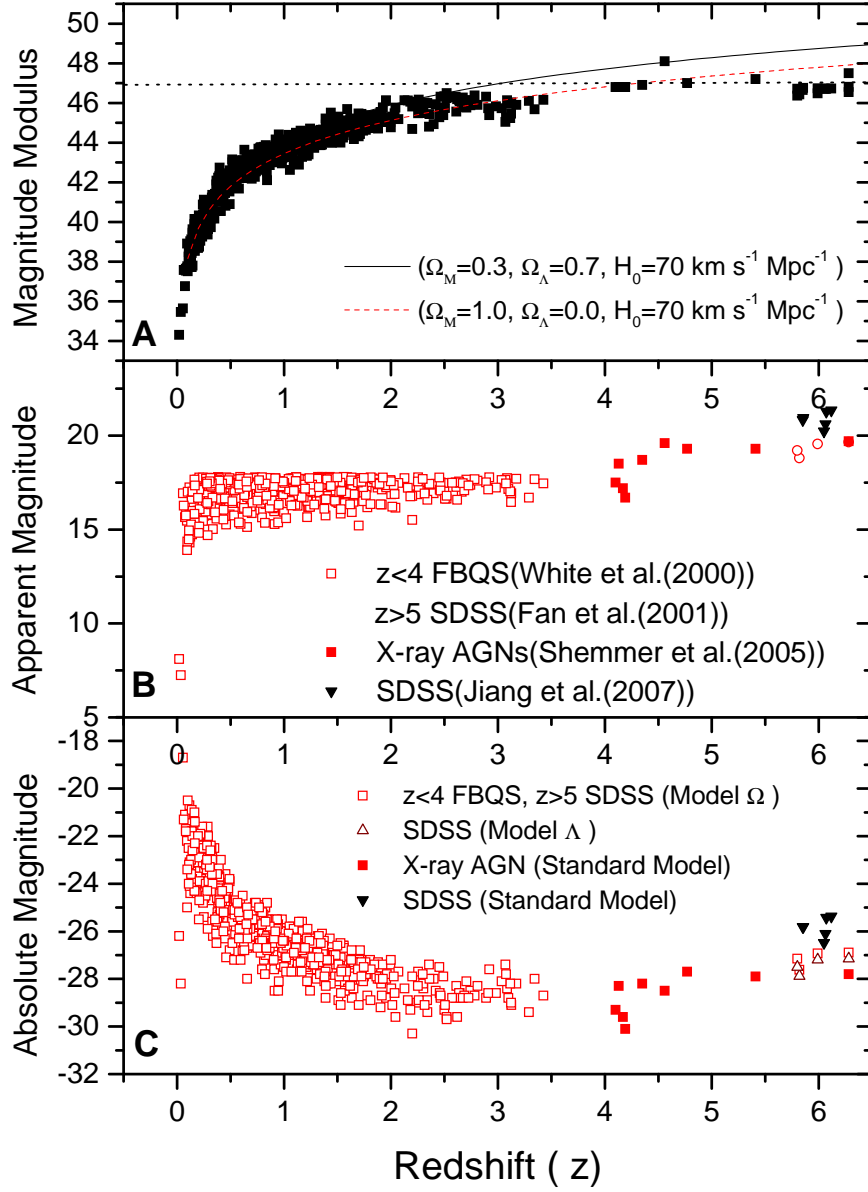 50
48
46
44
42
40
38
36
34
Magnitude Modulus
(Ω_M=0.3, Ω_Λ=0.7, H_0=70 km s^-1 Mpc^-1 )
(Ω_M=1.0, Ω_Λ=0.0, H_0=70 km s^-1 Mpc^-1 )
A
0 1 2 3 4 5 6
20
15
10
5
Apparent Magnitude
z<4 FBQS(White et al.(2000))
z>5 SDSS(Fan et al.(2001))
X-ray AGNs(Shemmer et al.(2005))
SDSS(Jiang et al.(2007))
B
0 1 2 3 4 5 6
-18
-20
-22
-24
-26
-28
-30
-32
Absolute Magnitude
z<4 FBQS, z>5 SDSS (Model Ω )
SDSS (Model Λ )
X-ray AGN (Standard Model)
SDSS (Standard Model)
C
0 1 2 3 4 5 6
Redshift ( z)